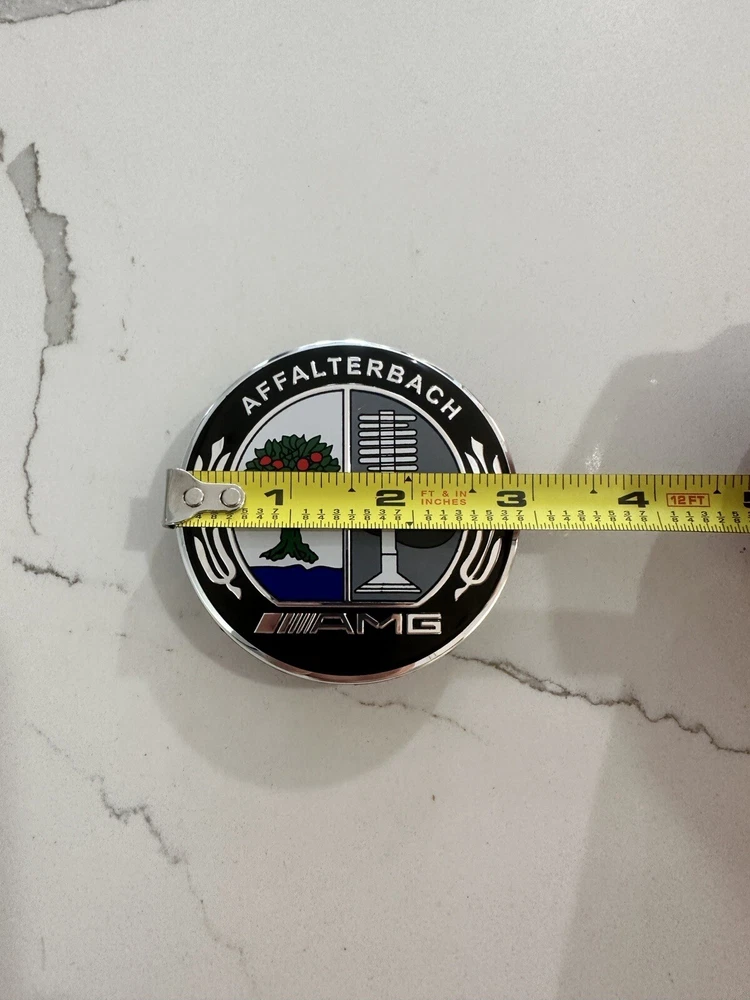 AFFALTERBACH
1 2 FT & IN 3 4 12FT
INCHES
AMG